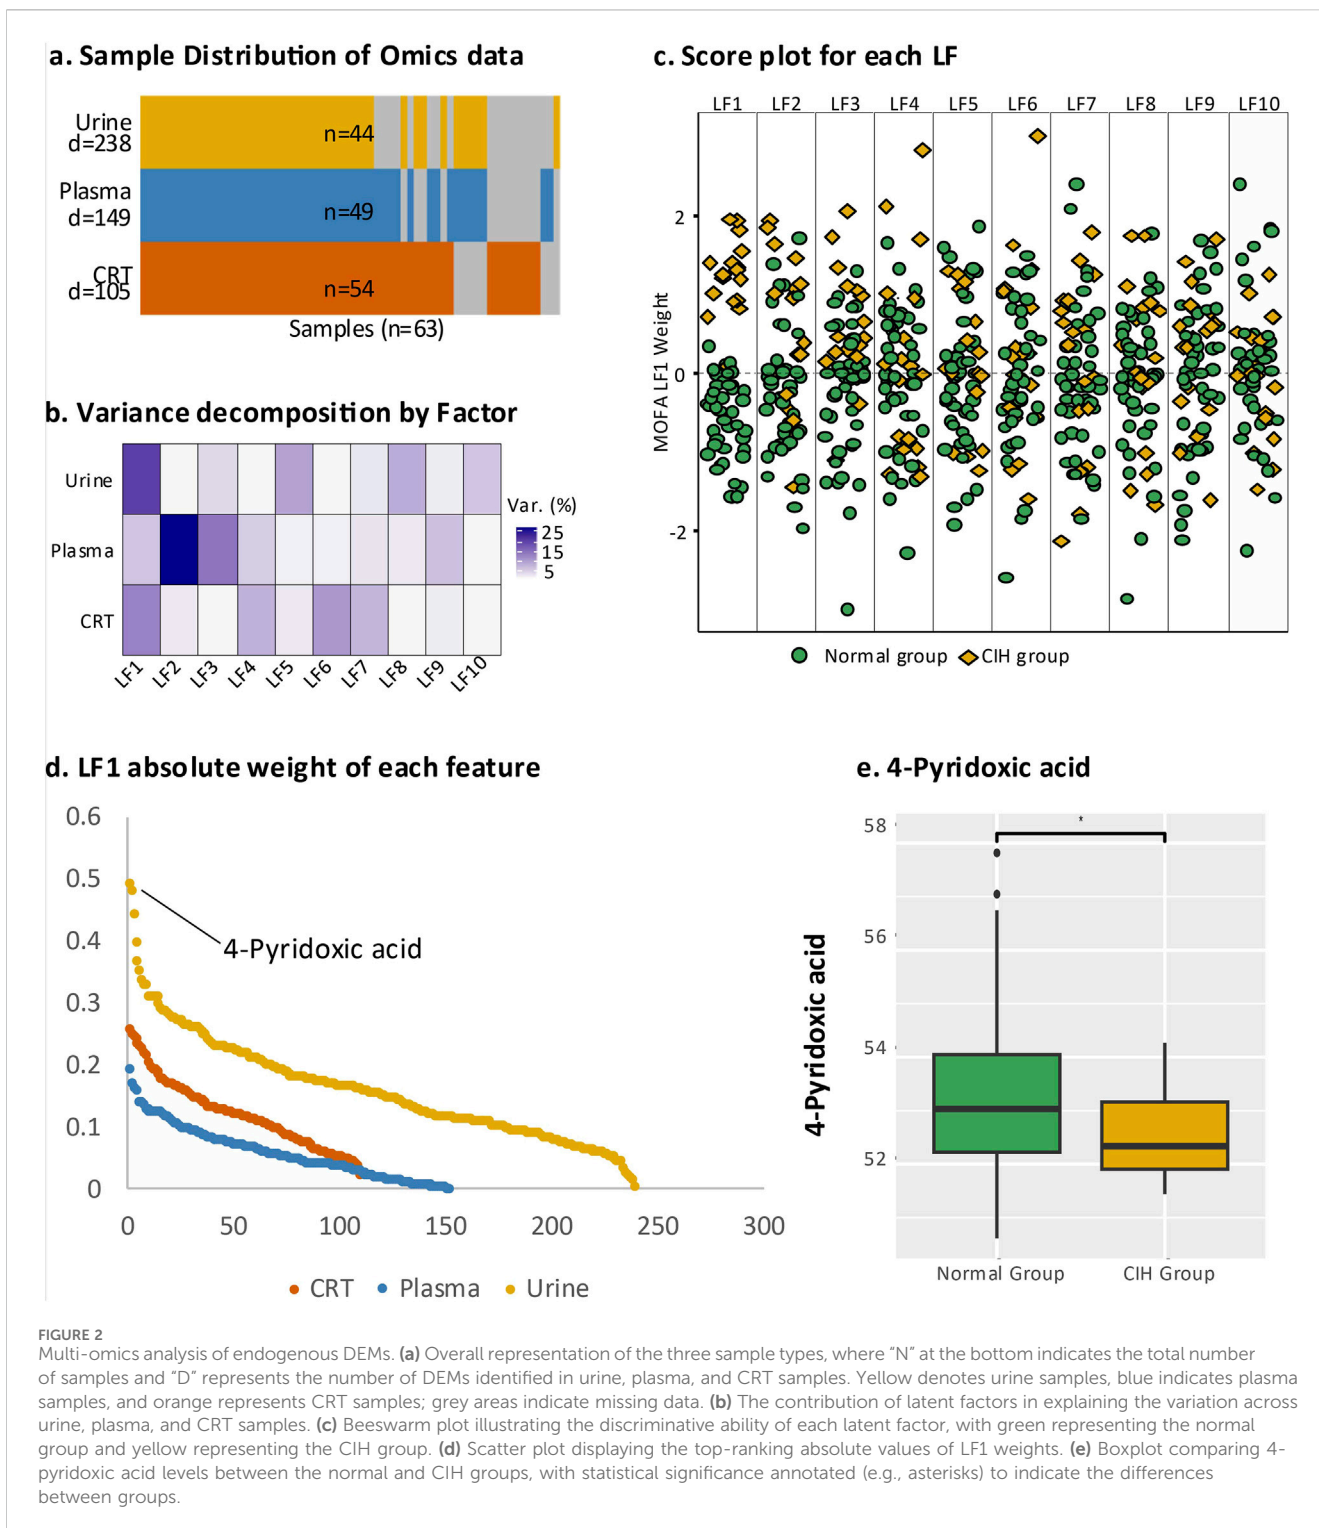 a. Sample Distribution of Omics data
Urine
d=238
n=44
Plasma
d=149
n=49
CRT
d=105
n=54
Samples (n=63)
b. Variance decomposition by Factor
Urine
Plasma
CRT
LF1 LF2 LF3 LF4 LF5 LF6 LF7 LF8 LF9 LF10
Var. (%)
25
15
5
c. Score plot for each LF
LF1 LF2 LF3 LF4 LF5 LF6 LF7 LF8 LF9 LF10
MOFA LF1 Weight
2
0
-2
Normal group CIH group
d. LF1 absolute weight of each feature
0.6
0.5
0.4
0.3
0.2
0.1
0
4-Pyridoxic acid
0 50 100 150 200 250 300
CRT Plasma Urine
e. 4-Pyridoxic acid
4-Pyridoxic acid
58
56
54
52
*
Normal Group CIH Group
FIGURE 2
Multi-omics analysis of endogenous DEMs. (a) Overall representation of the three sample types, where “N” at the bottom indicates the total number
of samples and “D” represents the number of DEMs identified in urine, plasma, and CRT samples. Yellow denotes urine samples, blue indicates plasma
samples, and orange represents CRT samples; grey areas indicate missing data. (b) The contribution of latent factors in explaining the variation across
urine, plasma, and CRT samples. (c) Beeswarm plot illustrating the discriminative ability of each latent factor, with green representing the normal
group and yellow representing the CIH group. (d) Scatter plot displaying the top-ranking absolute values of LF1 weights. (e) Boxplot comparing 4-
pyridoxic acid levels between the normal and CIH groups, with statistical significance annotated (e.g., asterisks) to indicate the differences
between groups.